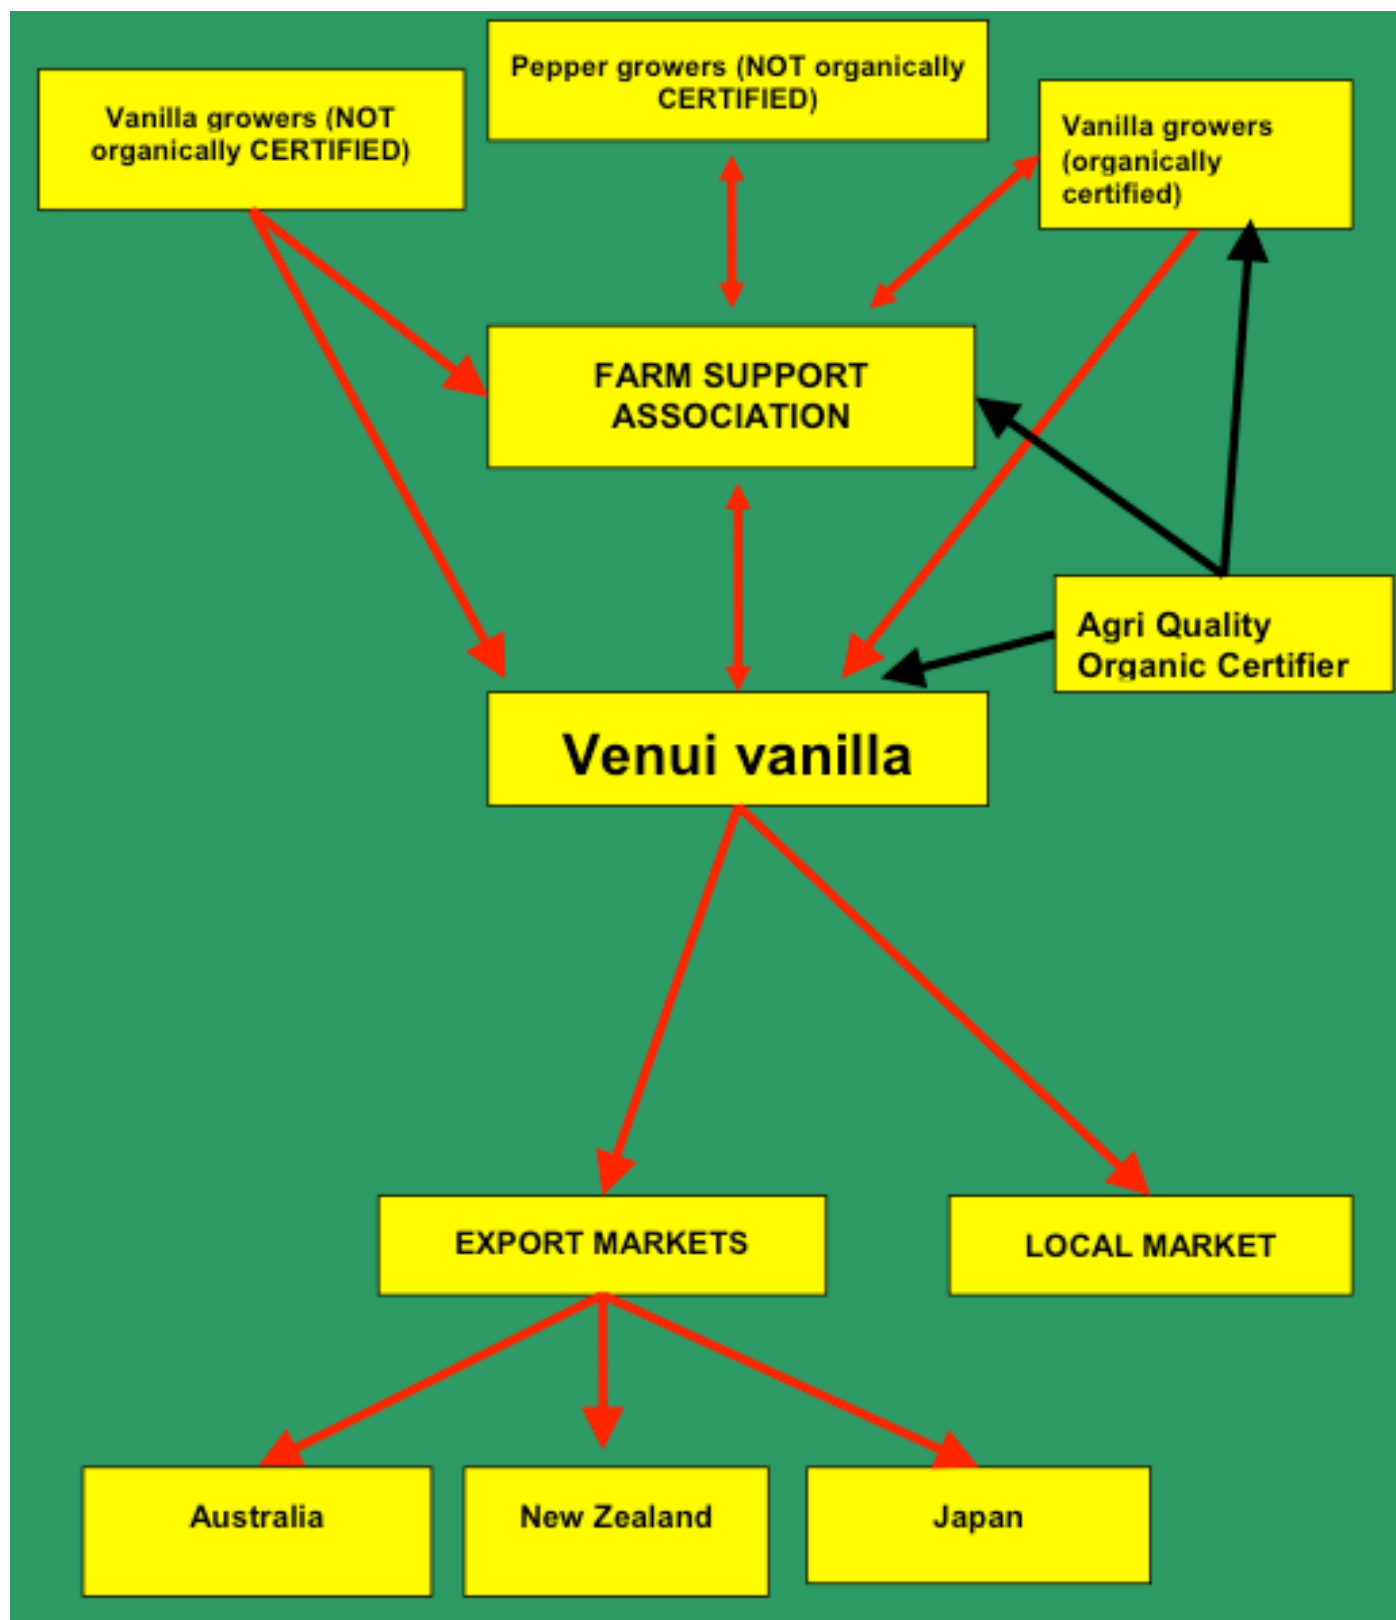 Pepper growers (NOT organically
CERTIFIED)
Vanilla growers (NOT
organically CERTIFIED)
Vanilla growers
(organically
certified)
FARM SUPPORT
ASSOCIATION
Agri Quality
Organic Certifier
Venui vanilla
EXPORT MARKETS
LOCAL MARKET
Australia
New Zealand
Japan